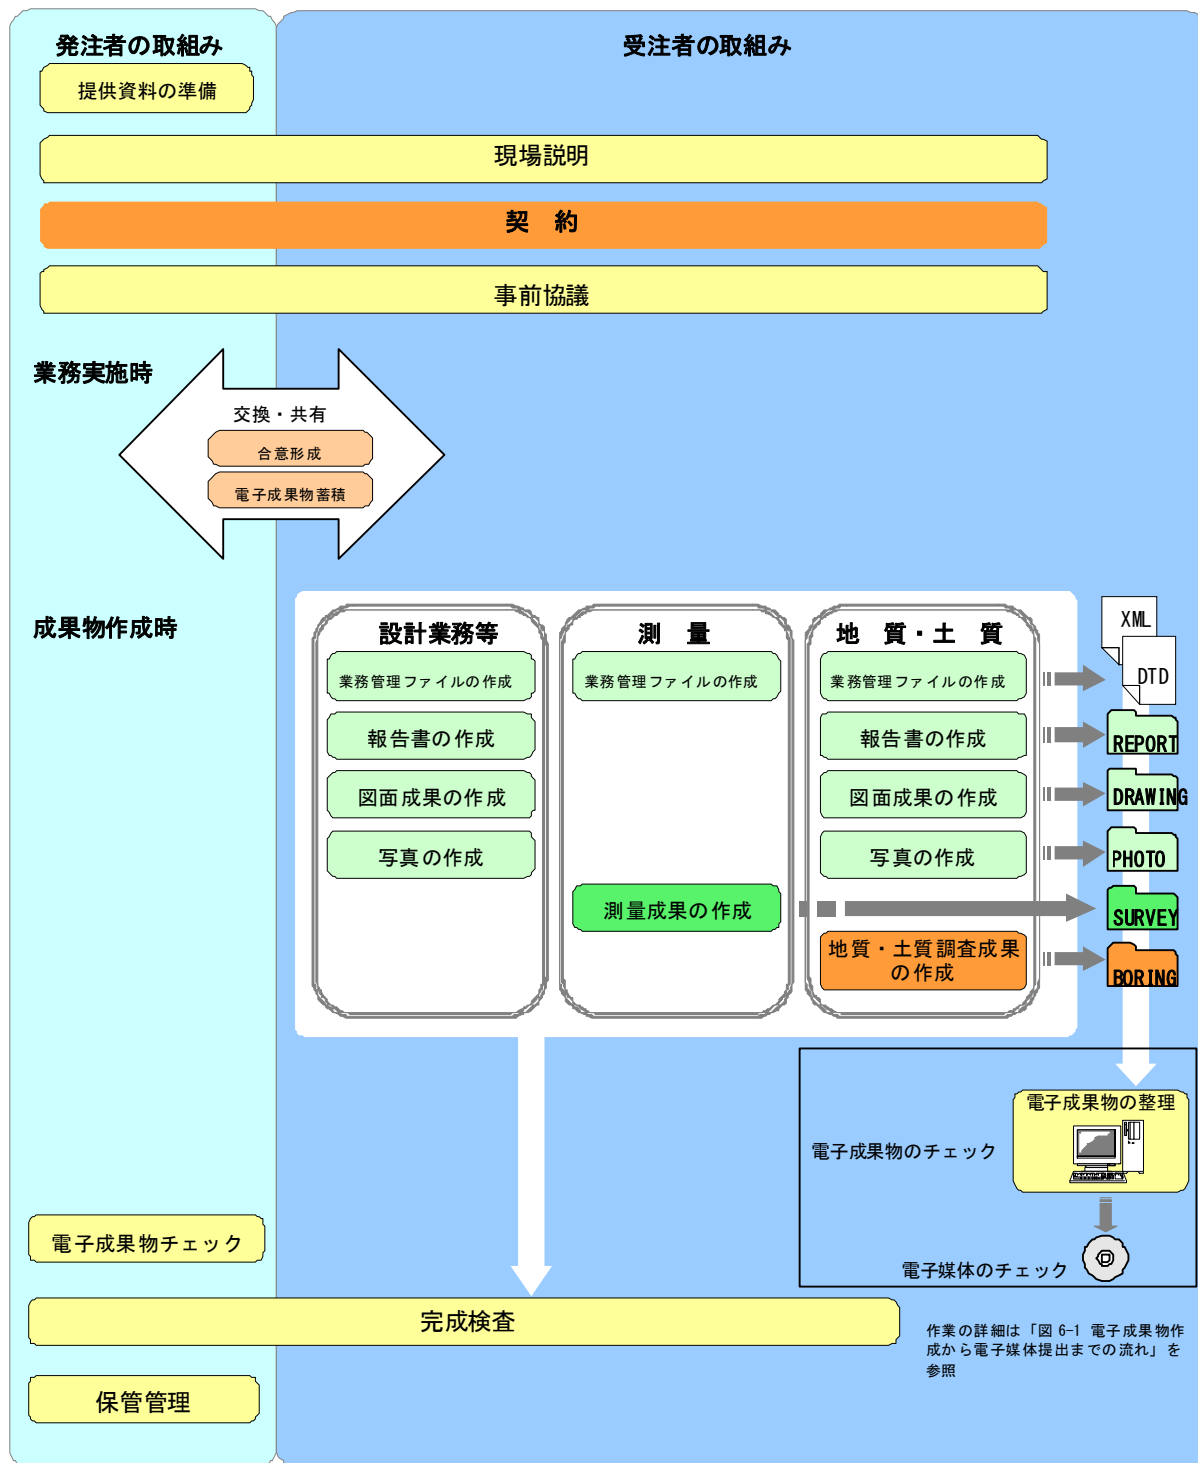 発注者の取組み
受注者の取組み
提供資料の準備
現場説明
契　約
事前協議
業務実施時
交換・共有
合意形成
電子成果物蓄積
成果物作成時
設計業務等
業務管理ファイルの作成
報告書の作成
図面成果の作成
写真の作成
測　量
業務管理ファイルの作成
測量成果の作成
地　質・土　質
業務管理ファイルの作成
報告書の作成
図面成果の作成
写真の作成
地質・土質調査成果
の作成
XML
DTD
REPORT
DRAWING
PHOTO
SURVEY
BORING
電子成果物の整理
電子成果物のチェック
電子媒体のチェック
電子成果物チェック
完成検査
作業の詳細は「図 6-1 電子成果物作
成から電子媒体提出までの流れ」を
参照
保管管理